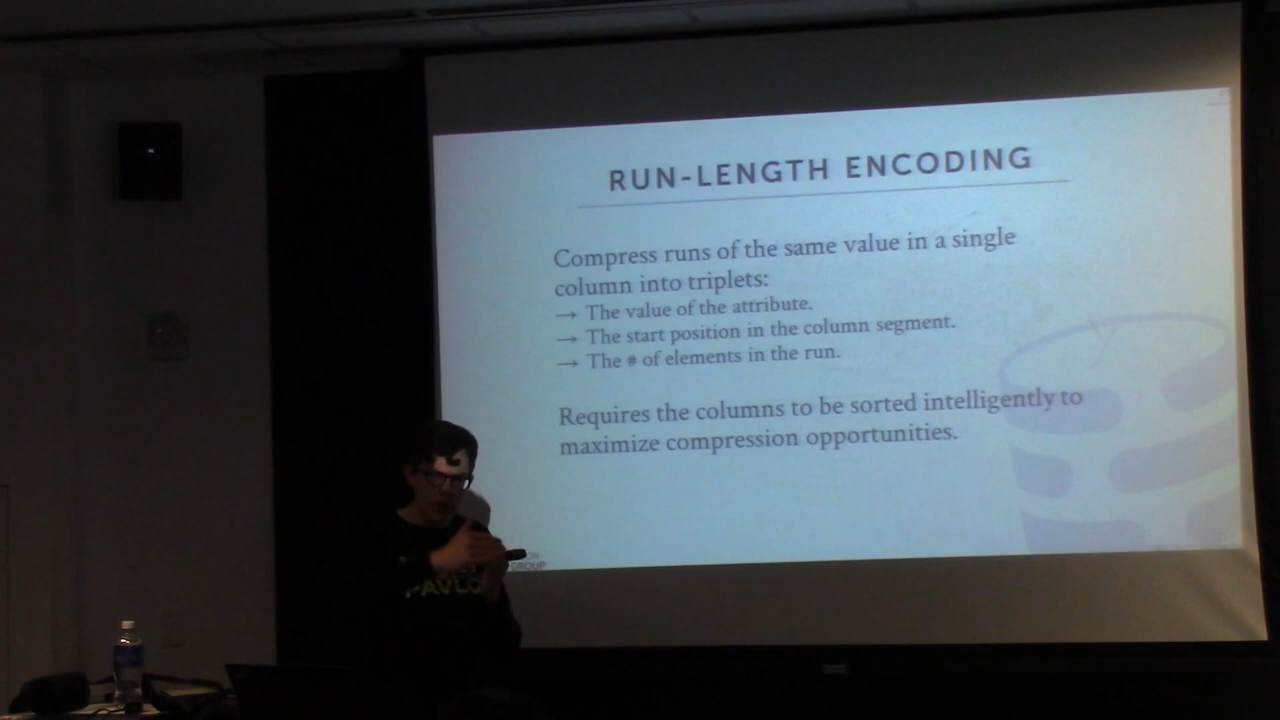 RUN-LENGTH ENCODING
Compress runs of the same value in a single
column into triplets:
→ The value of the attribute.
→ The start position in the column segment.
→ The # of elements in the run.
Requires the columns to be sorted intelligently to
maximize compression opportunities.
GROUP
PAVLO